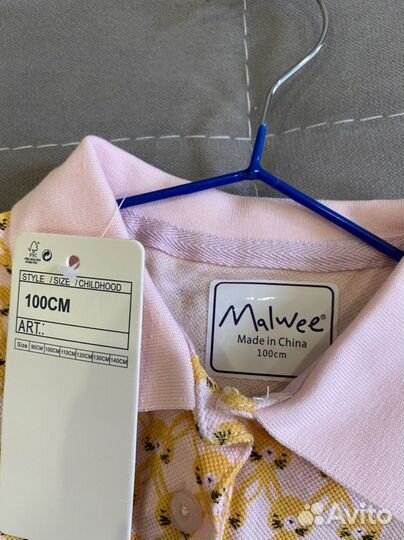 FSC
STYLE / SIZE / CHILDHOOD
100CM
ART.:
Size 90CM 100CM 110CM 120CM 130CM 140CM
Malwee®
Made in China
100cm
Avito